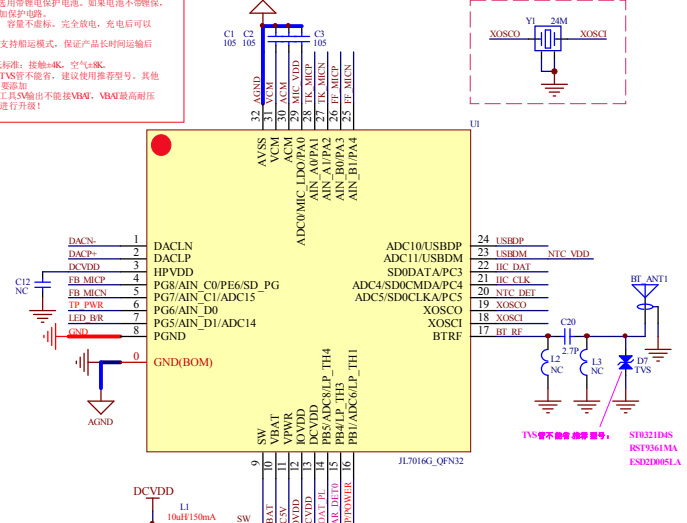 选用带锂电保护电池。如果电池不带锂保,
加保护电路。
容量不虚标。完全放电,充电后可以
支持船运模式,保证产品长时间运输后
标准:接触±4K,空气±8K.
TVS管不能省,建议使用推荐型号。其他
要添加
工具5V输出不能接VBAT, VBAT最高耐压
进行升级!
C1
105
C2
105
C3
105
Y1 24M
XOSCO
XOSCI
AGND
VCM
ACM
MIC_VDD
TK_MICP
TK_MICN
FF_MICP
FF_MICN
32
31
30
29
28
27
26
25
U1
AVSS
VCM
ACM
ADC0/MIC_LDO/PA0
AIN_A0/PA1
AIN_A1/PA2
AIN_B0/PA3
AIN_B1/PA4
DACN- 1 DACLN
DACP+ 2 DACLP
DCVDD 3 HPVDD
FB_MICP 4 PG8/AIN_C0/PE6/SD_PG
FB_MICN 5 PG7/AIN_C1/ADC15
TP_PWR 6 PG6/AIN_D0
LED_B/R 7 PG5/AIN_D1/ADC14
GND 8 PGND
0 GND(BOM)
C12
NC
AGND
ADC10/USBDP 24 USBDP
ADC11/USBDM 23 USBDM NTC_VDD
SD0DATA/PC3 22 IIC_DAT
ADC4/SD0CMDA/PC4 21 IIC_CLK
ADC5/SD0CLKA/PC5 20 NTC_DET
XOSCO 19 XOSCO
XOSCI 18 XOSCI
BTRF 17 BT_RF
BT_ANT1
C20
2.7P
L2
NC
L3
NC
D7
TVS
SW
VBAT
VPWR
IOVDD
DCVDD
PB5/ADC8/LP_TH4
PB4/LP_TH3
PB1/ADC6/LP_TH1
9
10
11
12
13
14
15
16
JL7016G_QFN32
TVS管不能省,推荐型号:
ST0321D4S
RST9361MA
ESD2D005LA
DCVDD
L1
10uH/150mA
SW